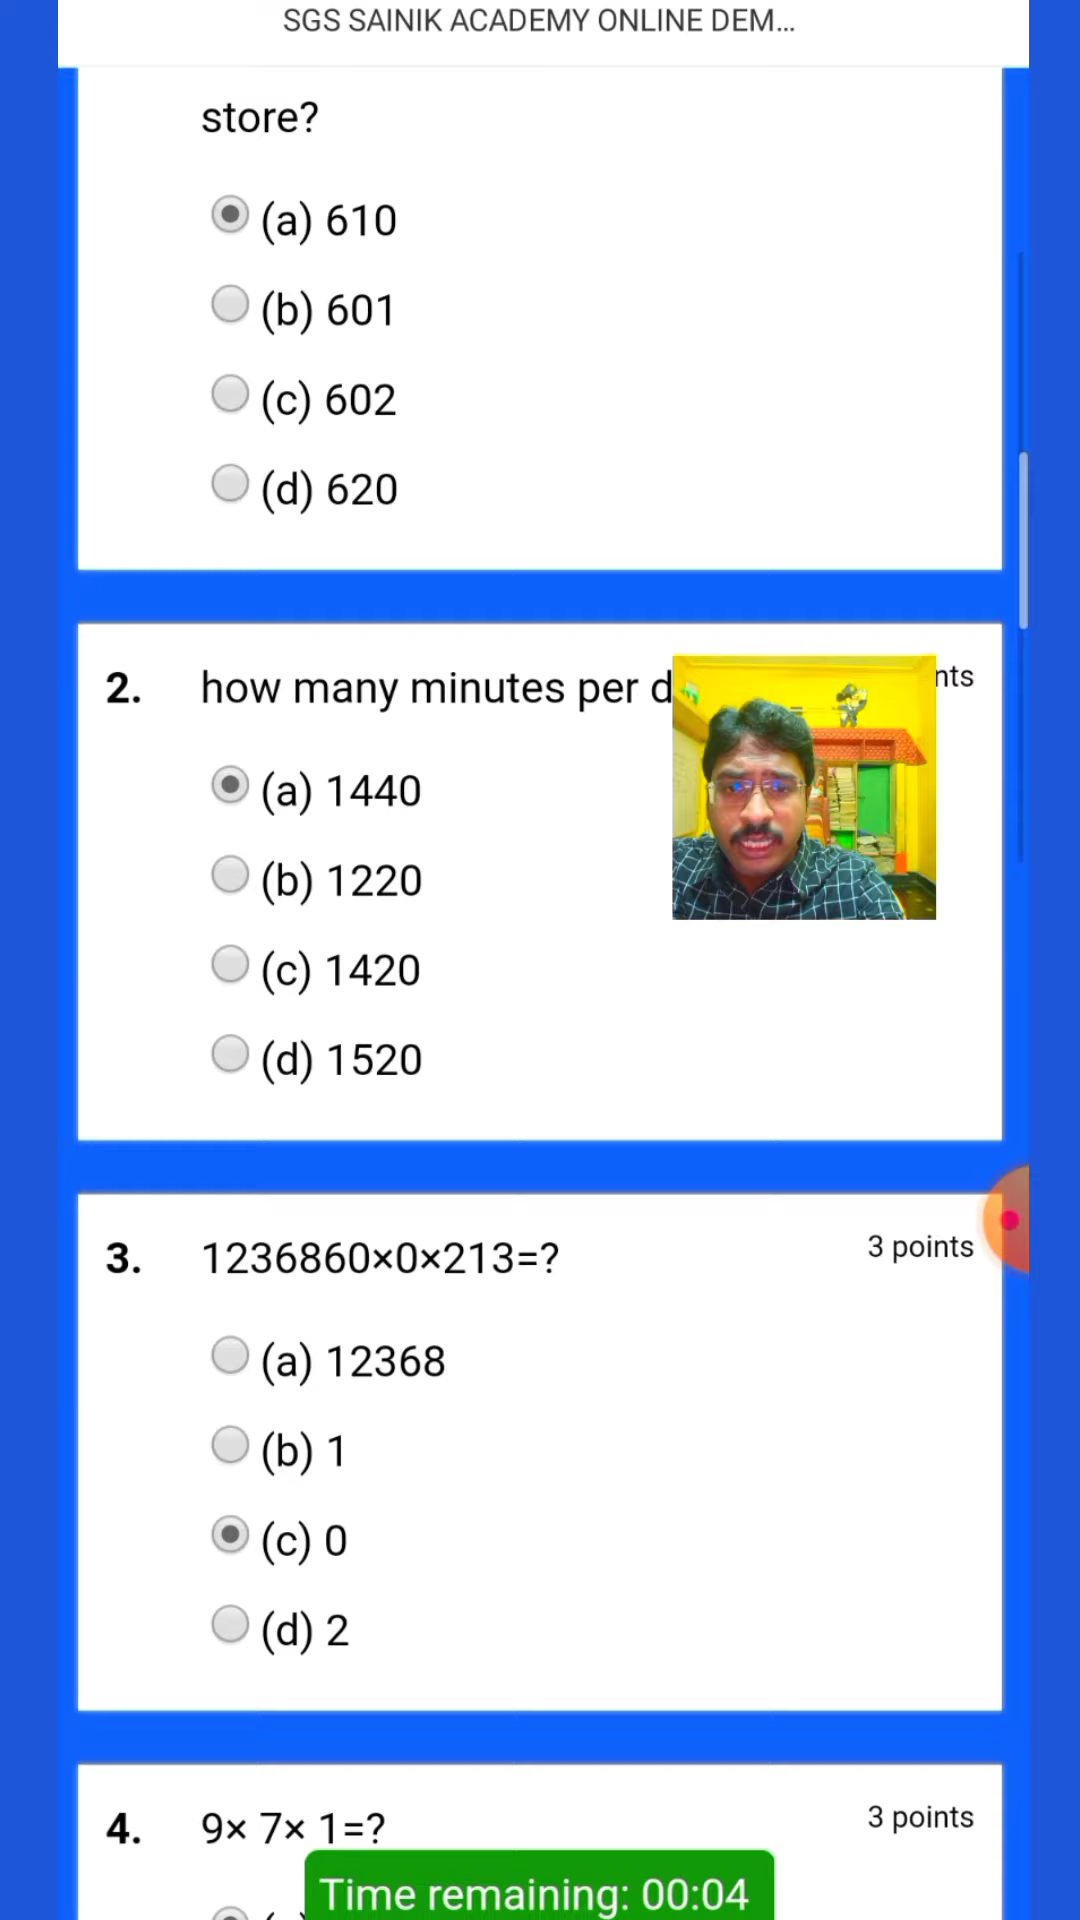 SGS SAINIK ACADEMY ONLINE DEM...
store?
(a) 610
(b) 601
(c) 602
(d) 620
2. how many minutes per d
nts
(a) 1440
(b) 1220
(c) 1420
(d) 1520
3. 1236860×0×213=? 3 points
(a) 12368
(b) 1
(c) 0
(d) 2
4. 9× 7× 1=? 3 points
Time remaining: 00:04